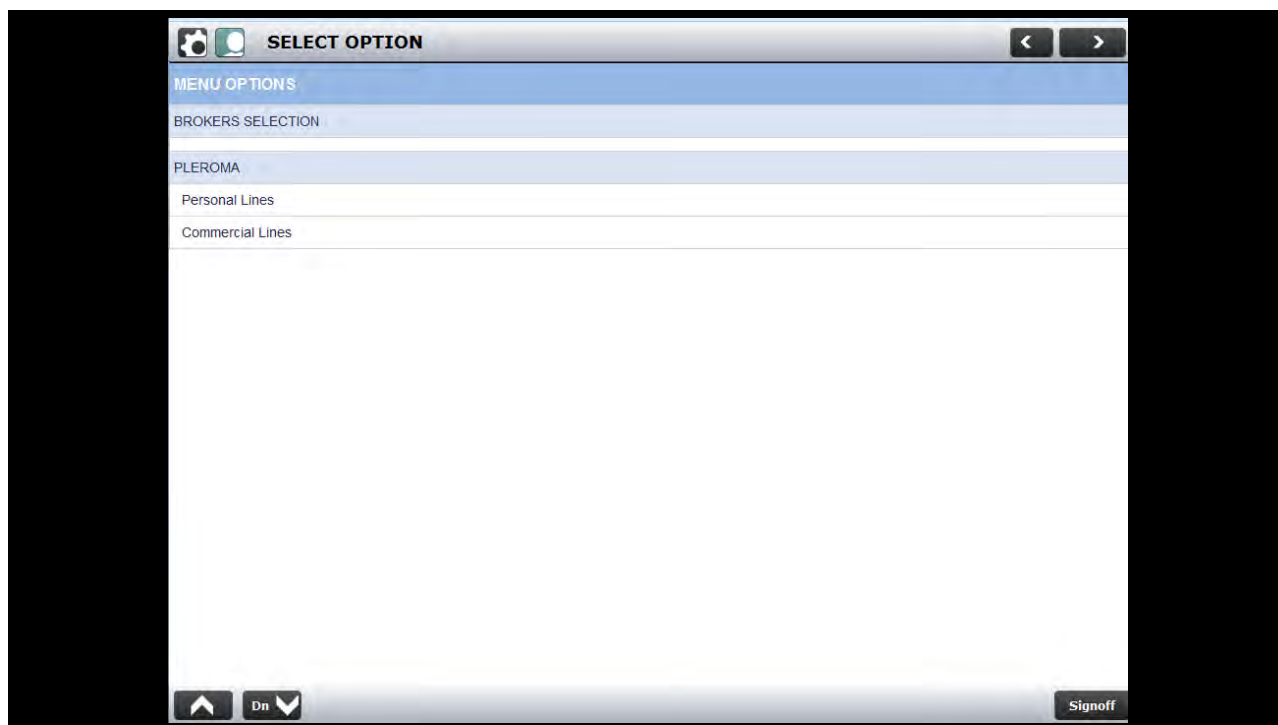 SELECT OPTION
MENU OPTIONS
BROKERS SELECTION
PLEROMA
Personal Lines
Commercial Lines
Dn
Signoff